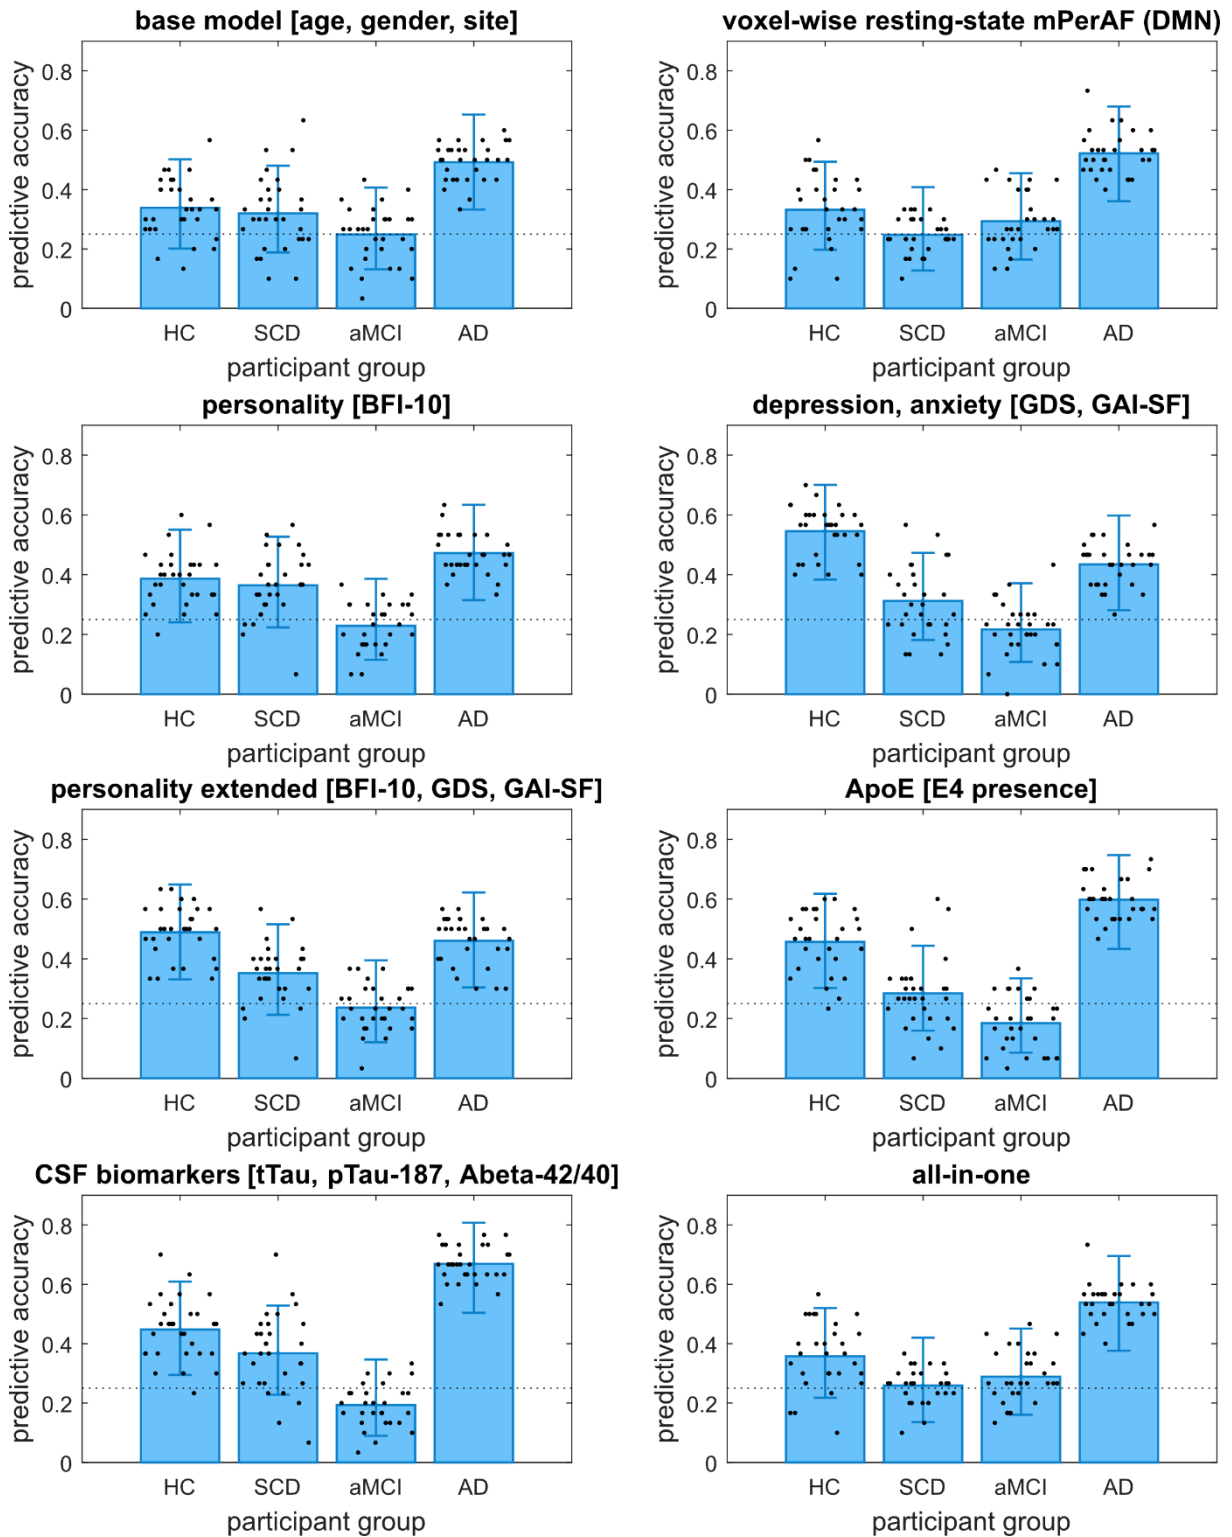 base model [age, gender, site]
predictive accuracy
0.8
0.6
0.4
0.2
0
HC SCD aMCI AD
participant group
voxel-wise resting-state mPerAF (DMN)
predictive accuracy
0.8
0.6
0.4
0.2
0
HC SCD aMCI AD
participant group
personality [BFI-10]
predictive accuracy
0.8
0.6
0.4
0.2
0
HC SCD aMCI AD
participant group
depression, anxiety [GDS, GAI-SF]
predictive accuracy
0.8
0.6
0.4
0.2
0
HC SCD aMCI AD
participant group
personality extended [BFI-10, GDS, GAI-SF]
predictive accuracy
0.8
0.6
0.4
0.2
0
HC SCD aMCI AD
participant group
ApoE [E4 presence]
predictive accuracy
0.8
0.6
0.4
0.2
0
HC SCD aMCI AD
participant group
CSF biomarkers [tTau, pTau-187, Abeta-42/40]
predictive accuracy
0.8
0.6
0.4
0.2
0
HC SCD aMCI AD
participant group
all-in-one
predictive accuracy
0.8
0.6
0.4
0.2
0
HC SCD aMCI AD
participant group